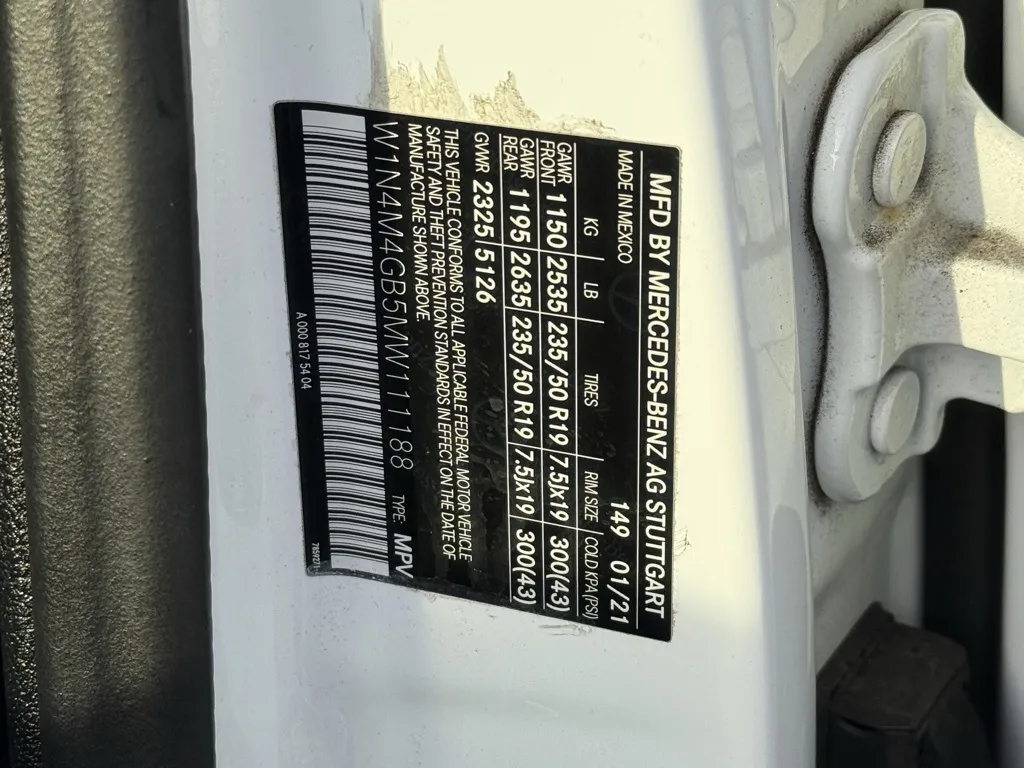 MFD BY MERCEDES-BENZ AG STUTTGART
MADE IN MEXICO 149 01/21
KG LB TIRES RIM SIZE COLD KPA(PSI)
GAWR FRONT 1150 2535 235/50 R19 7.5Jx19 300(43)
GAWR REAR 1195 2635 235/50 R19 7.5Jx19 300(43)
GVWR 2325 5126
THIS VEHICLE CONFORMS TO ALL APPLICABLE FEDERAL MOTOR VEHICLE
SAFETY AND THEFT PREVENTION STANDARDS IN EFFECT ON THE DATE OF
MANUFACTURE SHOWN ABOVE.
W1N4M4GB5MW111188 TYPE: MPV
A 000 817 54 04